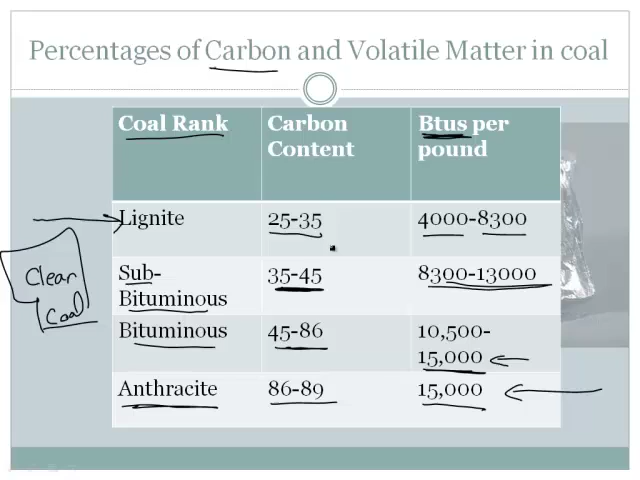 Percentages of Carbon and Volatile Matter in coal
Coal Rank Carbon Content Btus per pound
Lignite 25-35 4000-8300
Sub-Bituminous 35-45 8300-13000
Bituminous 45-86 10,500-15,000
Anthracite 86-89 15,000
Clean
Coal